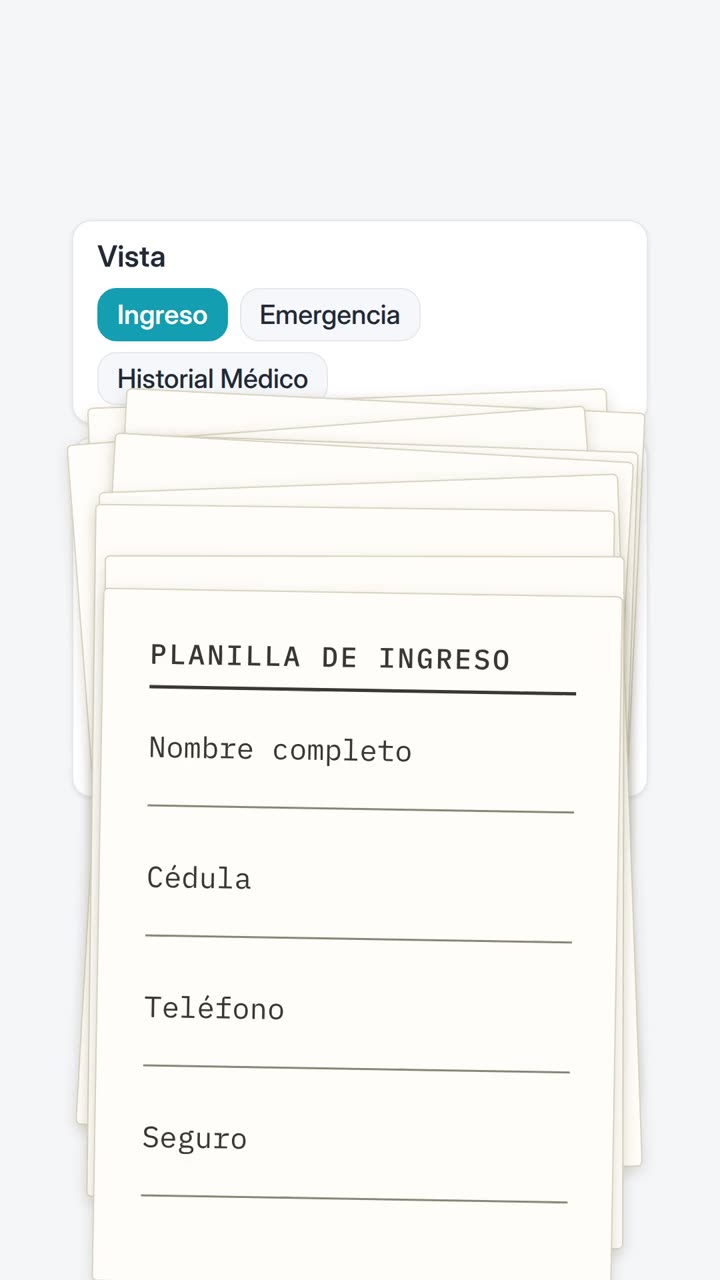 Vista
Ingreso
Emergencia
Historial Médico
PLANILLA DE INGRESO
Nombre completo
Cédula
Teléfono
Seguro